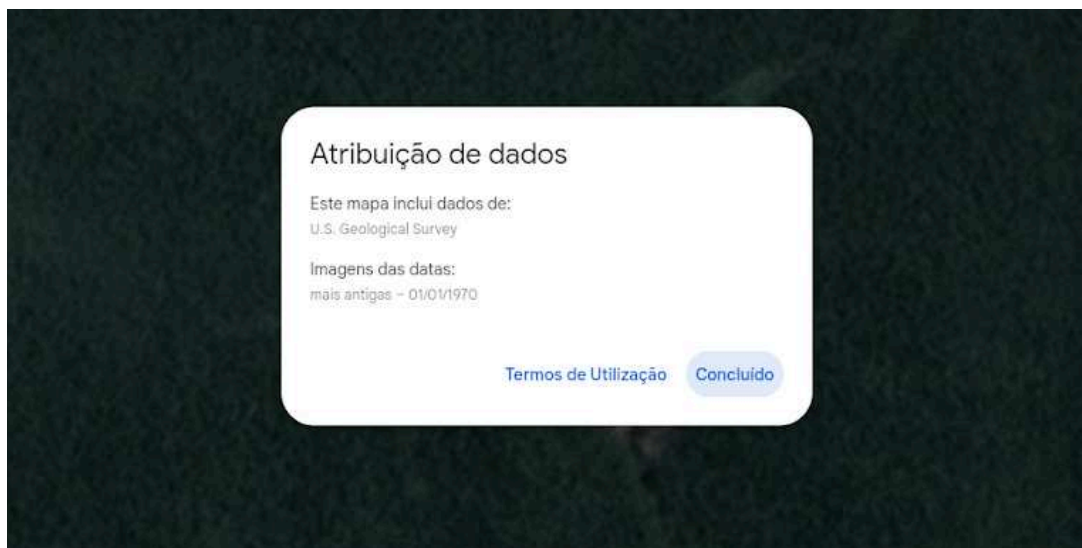 Atribuição de dados
Este mapa inclui dados de:
U.S. Geological Survey
Imagens das datas:
mais antigas – 01/01/1970
Termos de Utilização
Concluído